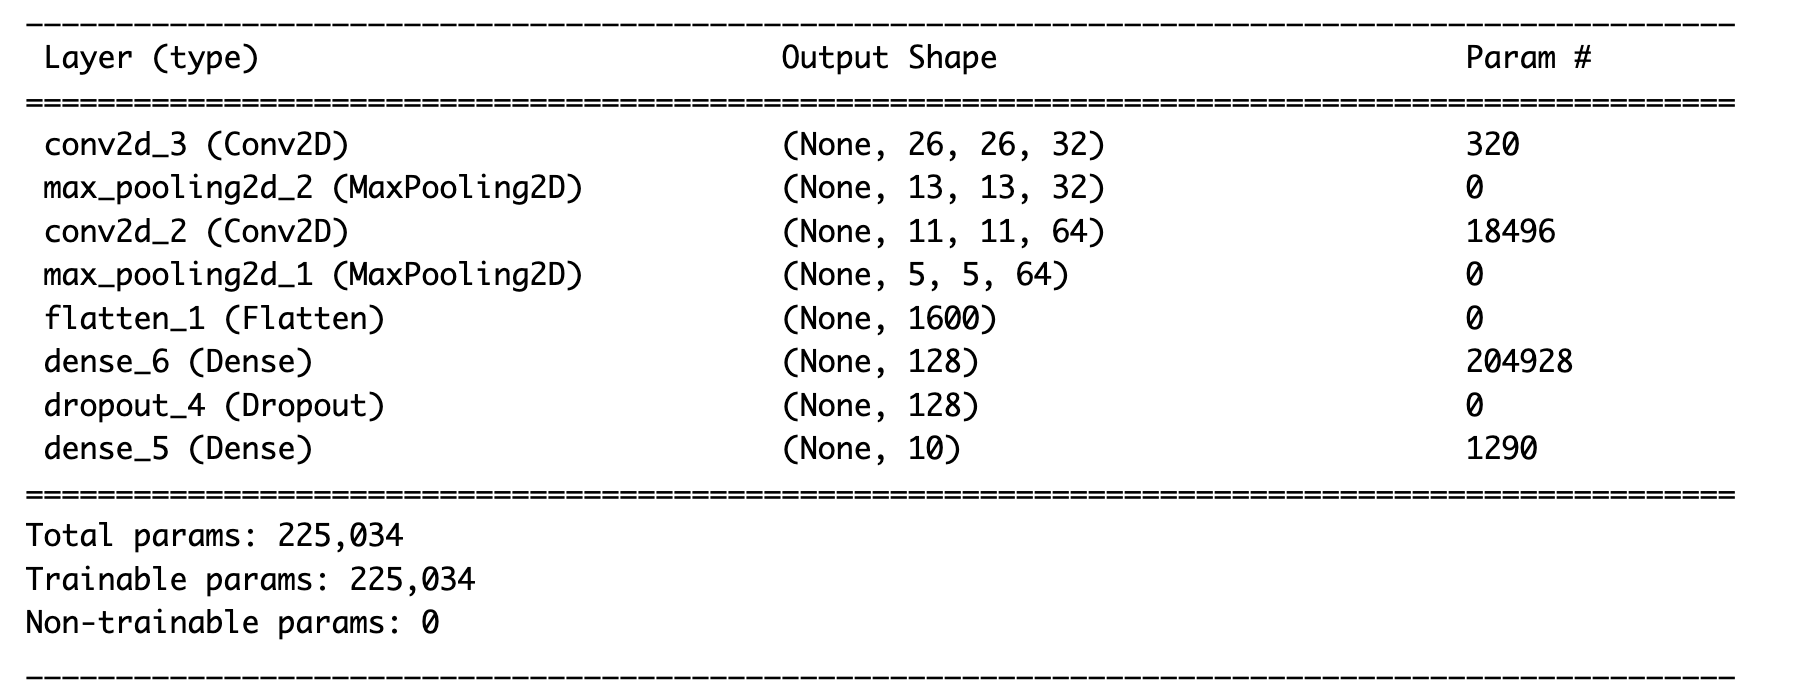 Layer (type) Output Shape Param #
conv2d_3 (Conv2D) (None, 26, 26, 32) 320
max_pooling2d_2 (MaxPooling2D) (None, 13, 13, 32) 0
conv2d_2 (Conv2D) (None, 11, 11, 64) 18496
max_pooling2d_1 (MaxPooling2D) (None, 5, 5, 64) 0
flatten_1 (Flatten) (None, 1600) 0
dense_6 (Dense) (None, 128) 204928
dropout_4 (Dropout) (None, 128) 0
dense_5 (Dense) (None, 10) 1290
Total params: 225,034
Trainable params: 225,034
Non-trainable params: 0